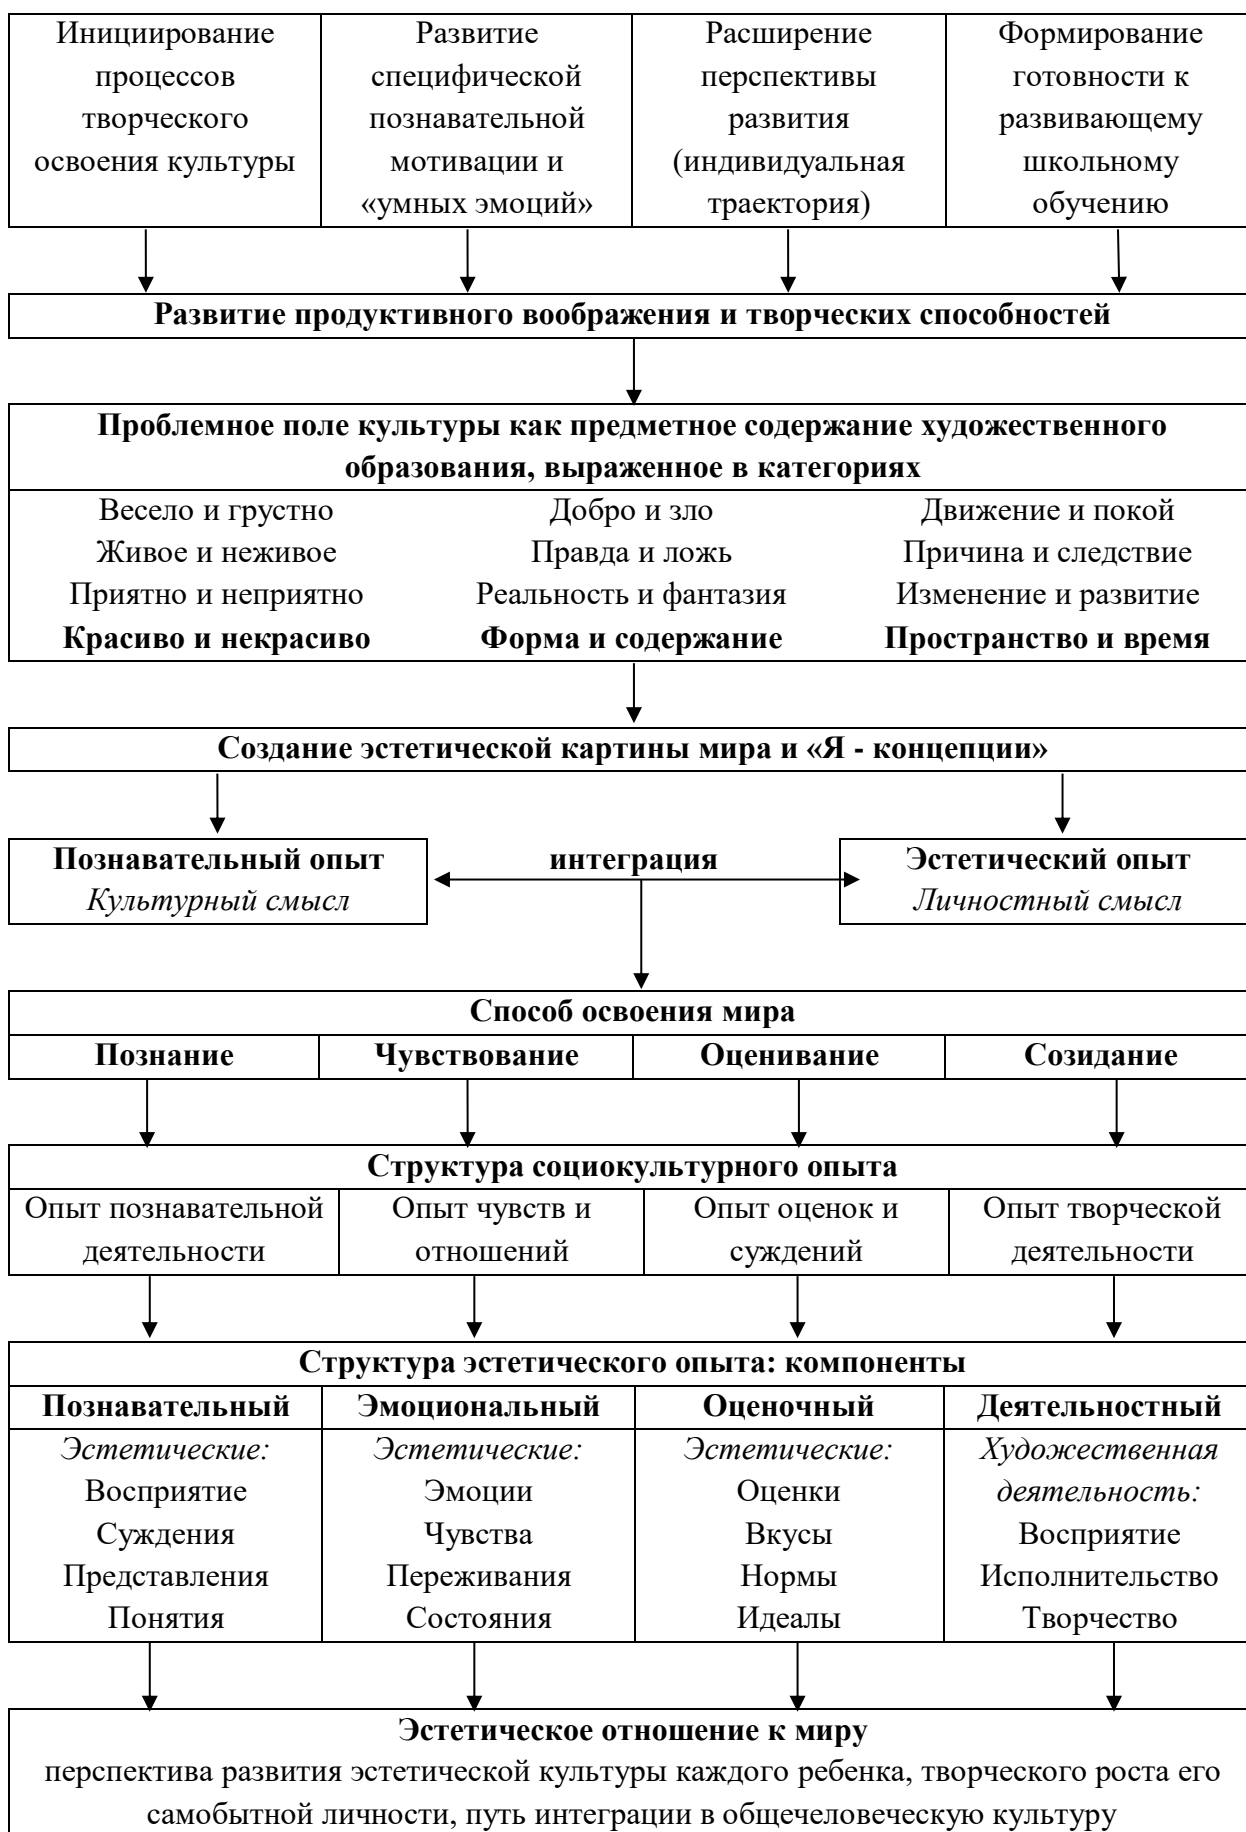 Инициирование
процессов
творческого
освоения культуры
Развитие
специфической
познавательной
мотивации и
«умных эмоций»
Расширение
перспективы
развития
(индивидуальная
траектория)
Формирование
готовности к
развивающему
школьному
обучению
Развитие продуктивного воображения и творческих способностей
Проблемное поле культуры как предметное содержание художественного
образования, выраженное в категориях
Весело и грустно
Живое и неживое
Приятно и неприятно
Красиво и некрасиво
Добро и зло
Правда и ложь
Реальность и фантазия
Форма и содержание
Движение и покой
Причина и следствие
Изменение и развитие
Пространство и время
Создание эстетической картины мира и «Я - концепции»
Познавательный опыт
Культурный смысл
интеграция
Эстетический опыт
Личностный смысл
Способ освоения мира
Познание
Чувствование
Оценивание
Созидание
Структура социокультурного опыта
Опыт познавательной
деятельности
Опыт чувств и
отношений
Опыт оценок и
суждений
Опыт творческой
деятельности
Структура эстетического опыта: компоненты
Познавательный
Эмоциональный
Оценочный
Деятельностный
Эстетические:
Восприятие
Суждения
Представления
Понятия
Эстетические:
Эмоции
Чувства
Переживания
Состояния
Эстетические:
Оценки
Вкусы
Нормы
Идеалы
Художественная
деятельность:
Восприятие
Исполнительство
Творчество
Эстетическое отношение к миру
перспектива развития эстетической культуры каждого ребенка, творческого роста его
самобытной личности, путь интеграции в общечеловеческую культуру